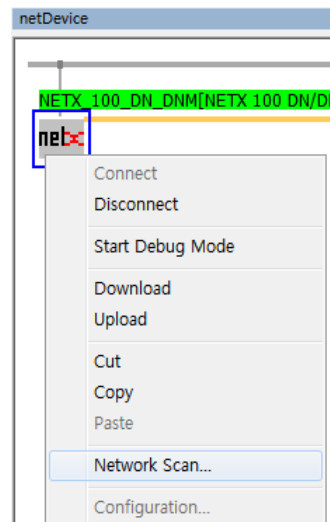 netDevice
NETX_100_DN_DNM[NETX 100 DN/D
netx
Connect
Disconnect
Start Debug Mode
Download
Upload
Cut
Copy
Paste
Network Scan...
Configuration...